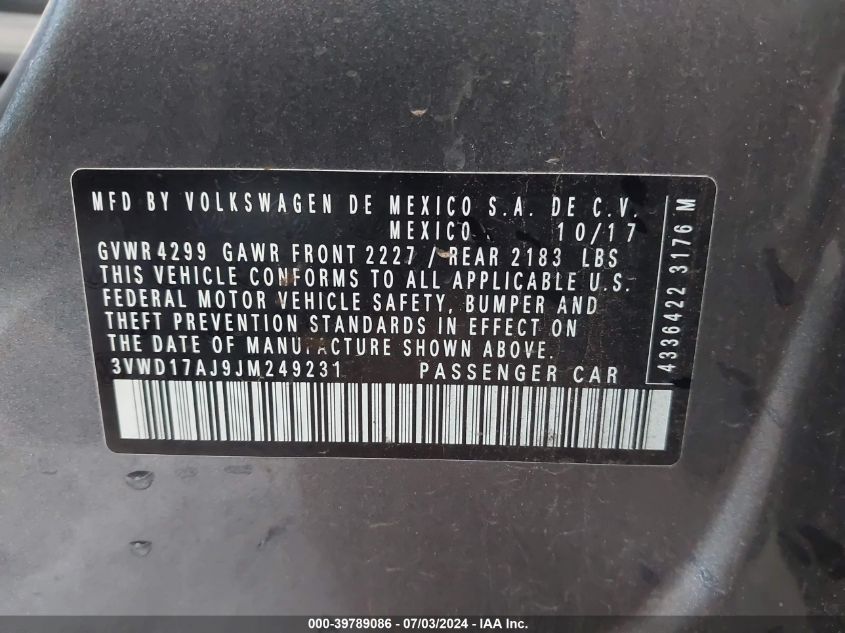 MFD BY VOLKSWAGEN DE MEXICO S.A. DE C.V.
MEXICO 10/17
GVWR 4299 GAWR FRONT 2227 / REAR 2183 LBS
THIS VEHICLE CONFORMS TO ALL APPLICABLE U.S.
FEDERAL MOTOR VEHICLE SAFETY, BUMPER AND
THEFT PREVENTION STANDARDS IN EFFECT ON
THE DATE OF MANUFACTURE SHOWN ABOVE.
3VWD17AJ9JM249231 PASSENGER CAR
4336422 3176 M
000-39789086 - 07/03/2024 - IAA Inc.